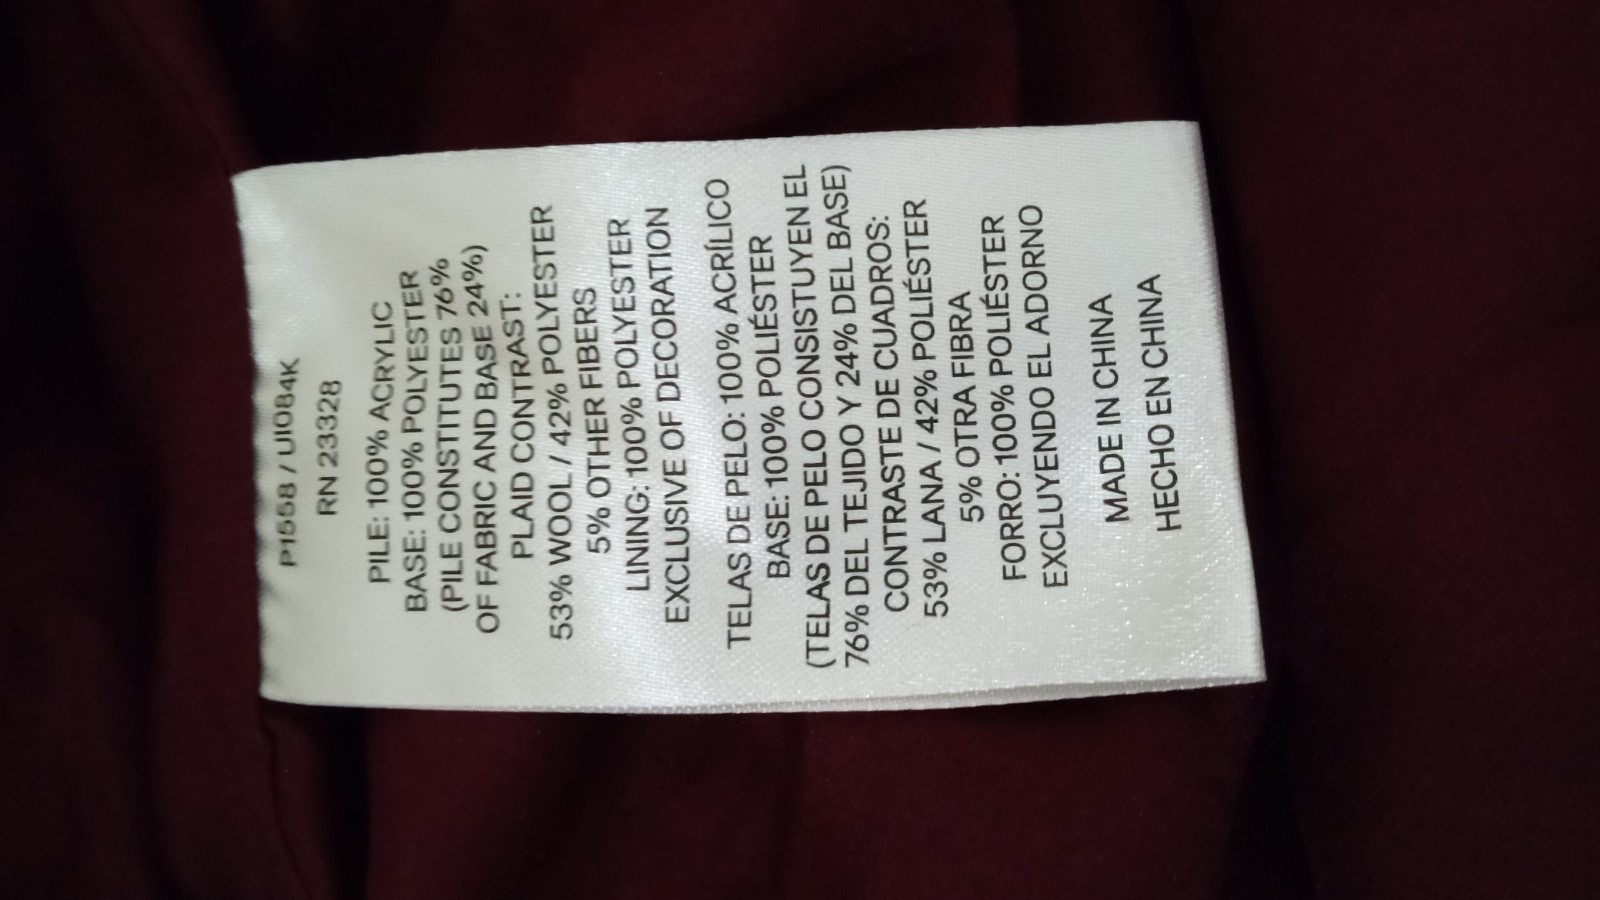 P1558 / UI084K
RN 23328
PILE: 100% ACRYLIC
BASE: 100% POLYESTER
(PILE CONSTITUTES 76%
OF FABRIC AND BASE 24%)
PLAID CONTRAST:
53% WOOL / 42% POLYESTER
5% OTHER FIBERS
LINING: 100% POLYESTER
EXCLUSIVE OF DECORATION
TELAS DE PELO: 100% ACRÍLICO
BASE: 100% POLIÉSTER
(TELAS DE PELO CONSISTUYEN EL
76% DEL TEJIDO Y 24% DEL BASE)
CONTRASTE DE CUADROS:
53% LANA / 42% POLIÉSTER
5% OTRA FIBRA
FORRO: 100% POLIÉSTER
EXCLUYENDO EL ADORNO
MADE IN CHINA
HECHO EN CHINA